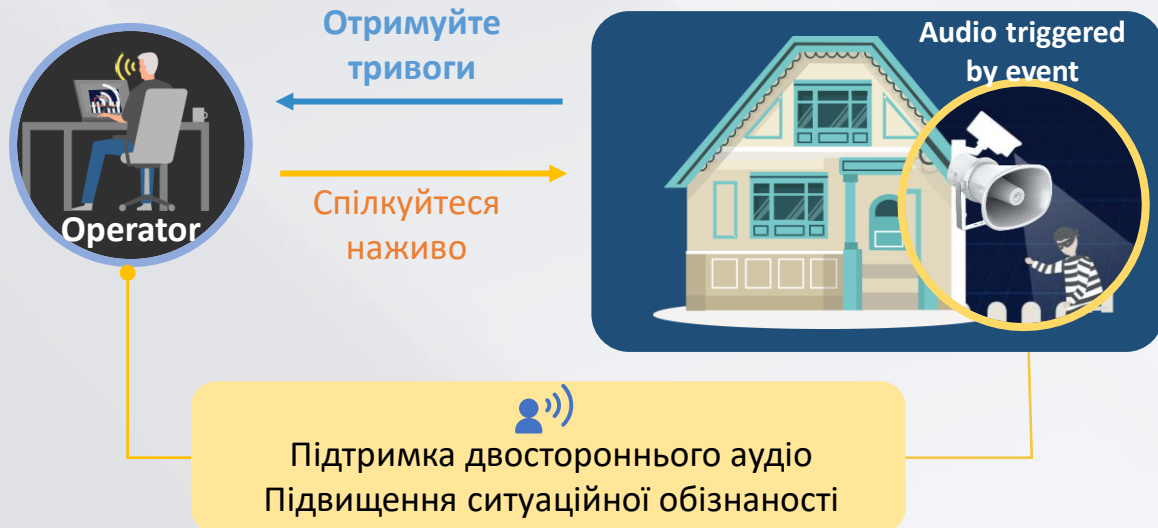 Отримуйте
тривоги
Audio triggered
by event
Operator
Спілкуйтеся
наживо
Підтримка двостороннього аудіо
Підвищення ситуаційної обізнаності